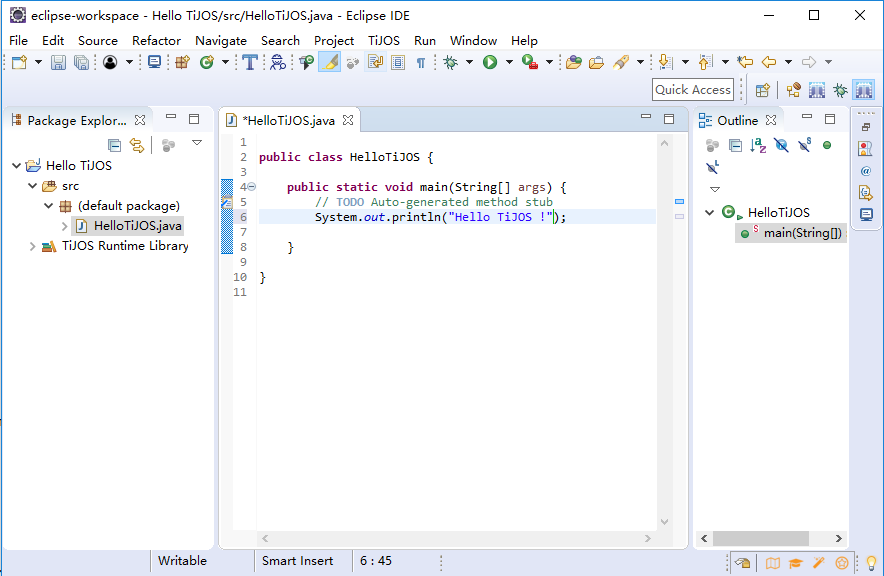 eclipse-workspace - Hello TiJOS/src/HelloTiJOS.java - Eclipse IDE
File Edit Source Refactor Navigate Search Project TiJOS Run Window Help
Quick Access
Package Explor...
Hello TiJOS
src
(default package)
HelloTiJOS.java
TiJOS Runtime Library
*HelloTiJOS.java
1
2 public class HelloTiJOS {
3
4 public static void main(String[] args) {
5 // TODO Auto-generated method stub
6 System.out.println("Hello TiJOS !");
7
8 }
9
10 }
11
Outline
HelloTiJOS
main(String[])
Writable Smart Insert 6 : 45